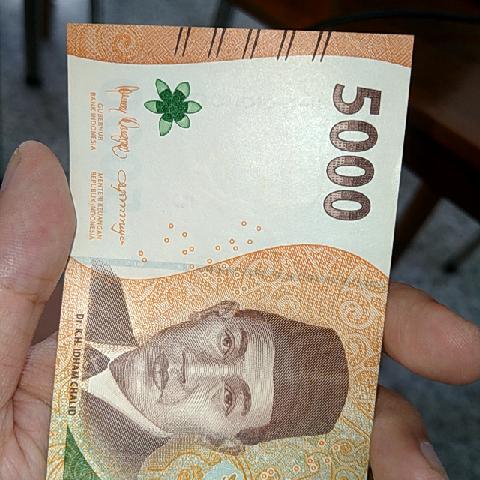 5000
GUBERNUR
BANK INDONESIA
MENTERI KEUANGAN
REPUBLIK INDONESIA
Dr. K.H. IDHAM CHALID